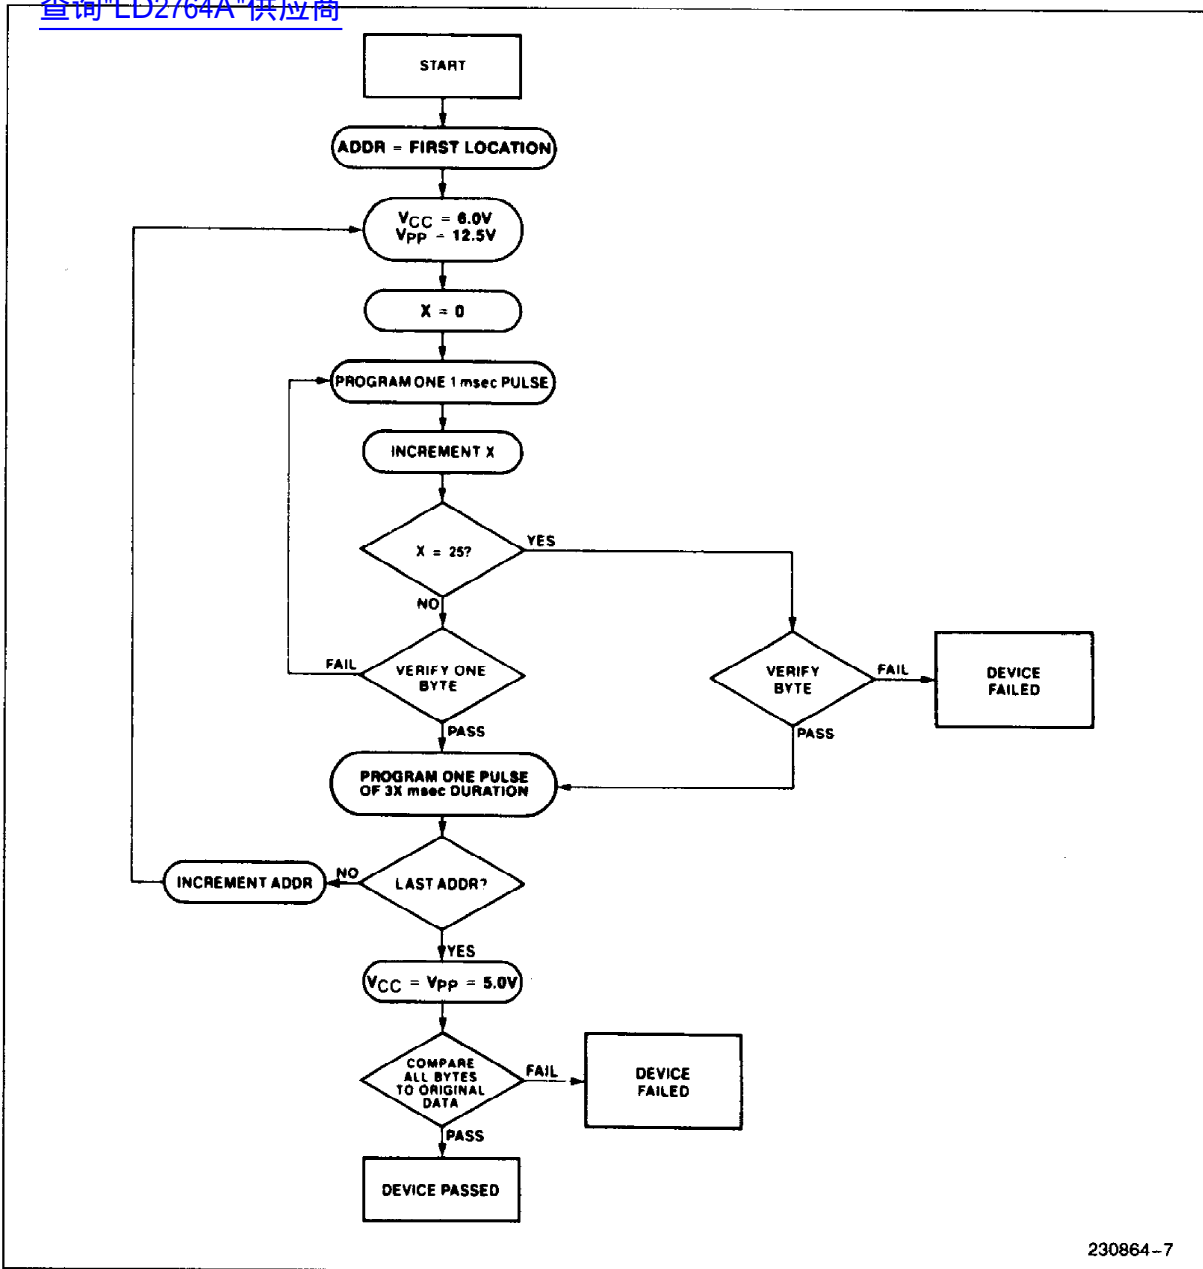 查询"LD2764A"供应商
START
ADDR = FIRST LOCATION
VCC = 6.0V
VPP = 12.5V
X = 0
PROGRAM ONE 1 msec PULSE
INCREMENT X
X = 25?
YES
NO
FAIL
VERIFY ONE
BYTE
VERIFY
BYTE
FAIL
DEVICE
FAILED
PASS
PASS
PROGRAM ONE PULSE
OF 3X msec DURATION
INCREMENT ADDR
NO
LAST ADDR?
YES
VCC = VPP = 5.0V
COMPARE
ALL BYTES
TO ORIGINAL
DATA
FAIL
DEVICE
FAILED
PASS
DEVICE PASSED
230864-7